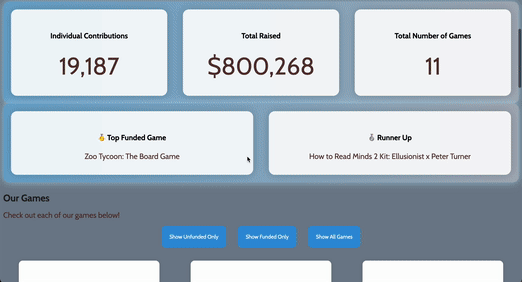 Individual Contributions
19,187
Total Raised
$800,268
Total Number of Games
11
🥇 Top Funded Game
Zoo Tycoon: The Board Game
🥈 Runner Up
How to Read Minds 2 Kit: Ellusionist x Peter Turner
Our Games
Check out each of our games below!
Show Unfunded Only
Show Funded Only
Show All Games